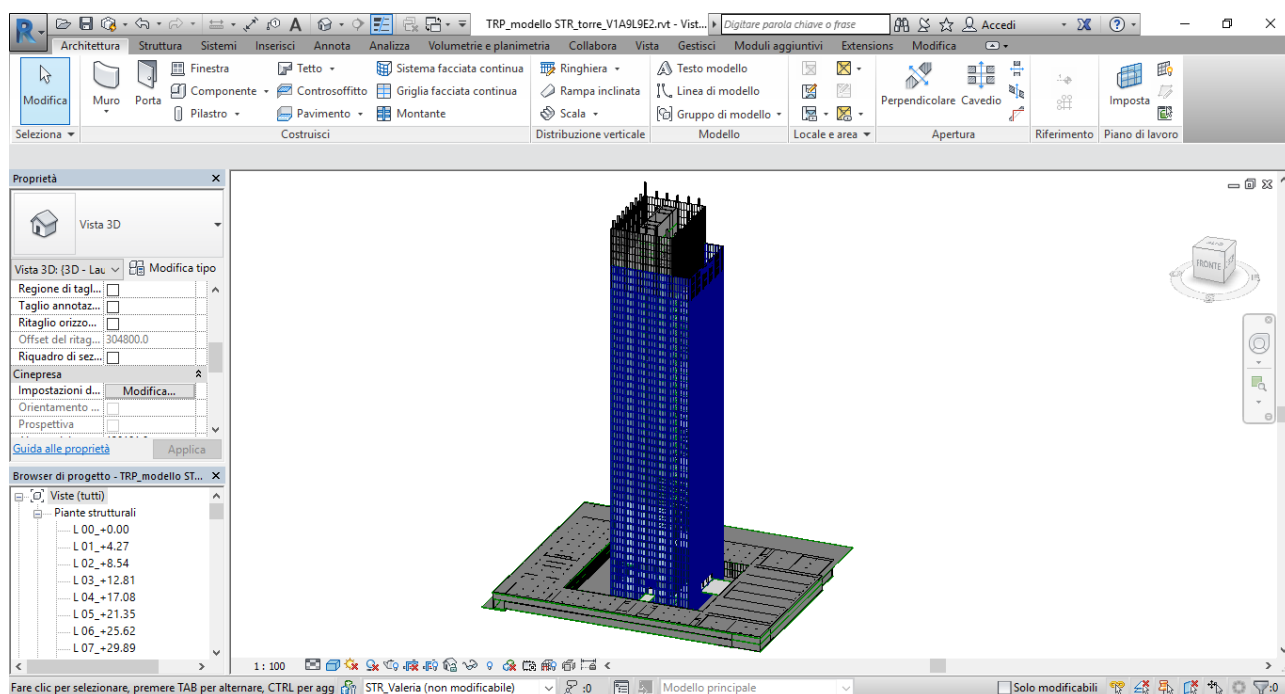 TRP_modello STR_torre_V1A9L9E2.rvt - Vist...
Digitare parola chiave o frase
Accedi
Architettura Struttura Sistemi Inserisci Annota Analizza Volumetrie e planimetria Collabora Vista Gestisci Moduli aggiuntivi Extensions Modifica
Modifica
Muro
Porta
Finestra
Componente
Pilastro
Tetto
Controsoffitto
Pavimento
Sistema facciata continua
Griglia facciata continua
Montante
Ringhiera
Rampa inclinata
Scala
Testo modello
Linea di modello
Gruppo di modello
Perpendicolare
Cavedio
Imposta
Seleziona
Costruisci
Distribuzione verticale
Modello
Locale e area
Apertura
Riferimento
Piano di lavoro
Proprietà
Vista 3D
Vista 3D: {3D - Lau
Modifica tipo
Regione di tagl...
Taglio annotaz...
Ritaglio orizzo...
Offset del ritag... 304800.0
Riquadro di sez...
Cinepresa
Impostazioni d... Modifica...
Orientamento ...
Prospettiva
Guida alle proprietà
Applica
Browser di progetto - TRP_modello ST...
Viste (tutti)
Piante strutturali
L 00_+0.00
L 01_+4.27
L 02_+8.54
L 03_+12.81
L 04_+17.08
L 05_+21.35
L 06_+25.62
L 07_+29.89
FRONTE
1 : 100
Fare clic per selezionare, premere TAB per alternare, CTRL per agg
STR_Valeria (non modificabile)
:0
Modello principale
Solo modificabili
:0